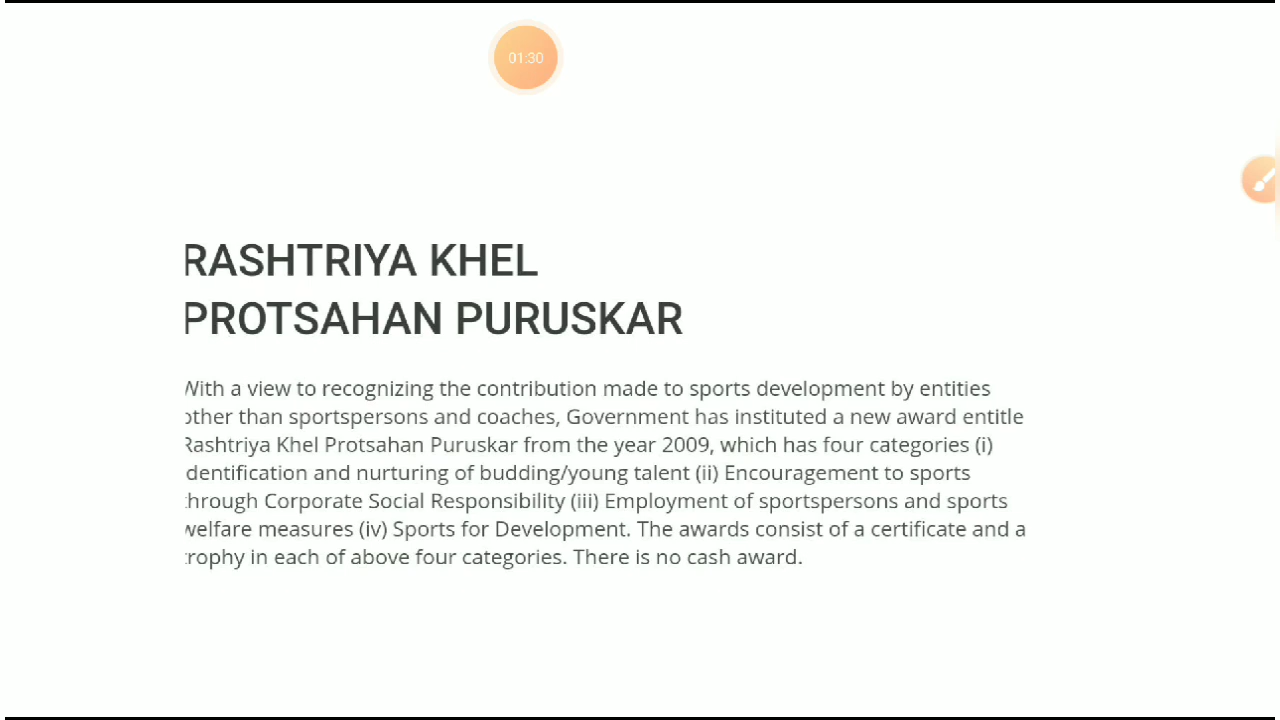 01:30
RASHTRIYA KHEL
PROTSAHAN PURUSKAR
With a view to recognizing the contribution made to sports development by entities
other than sportspersons and coaches, Government has instituted a new award entitle
Rashtriya Khel Protsahan Puruskar from the year 2009, which has four categories (i)
dentification and nurturing of budding/young talent (ii) Encouragement to sports
through Corporate Social Responsibility (iii) Employment of sportspersons and sports
welfare measures (iv) Sports for Development. The awards consist of a certificate and a
trophy in each of above four categories. There is no cash award.